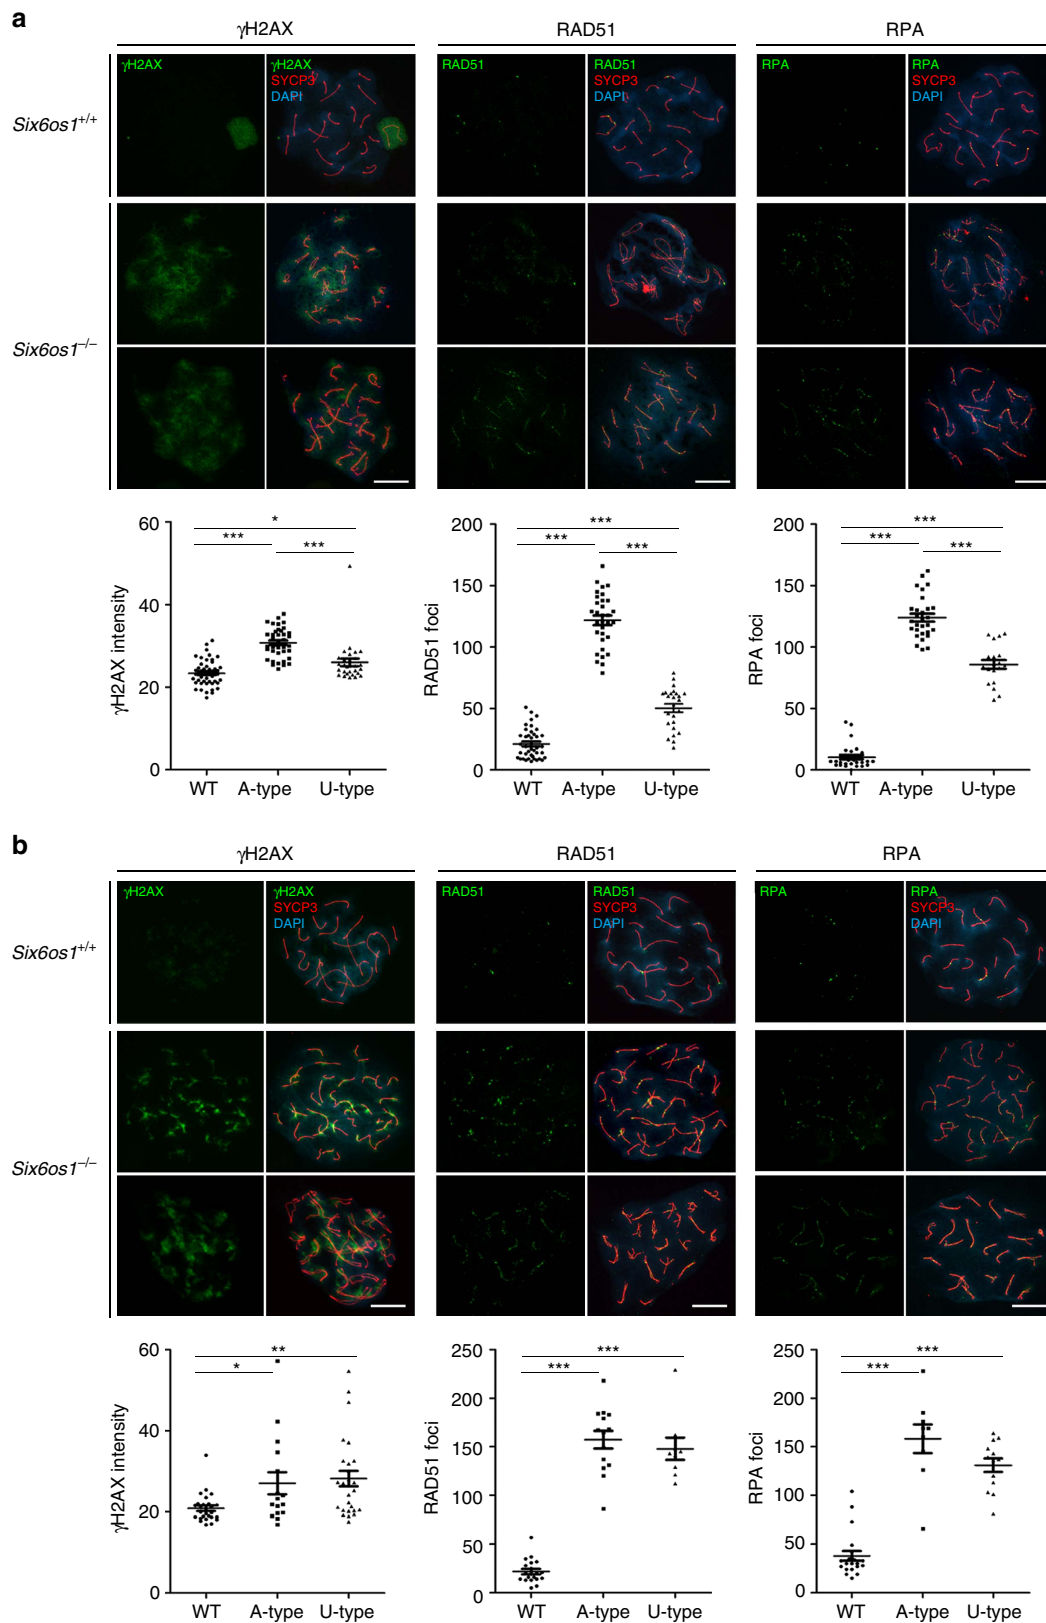 a
γH2AX RAD51 RPA
γH2AX γH2AX RAD51 RAD51 RPA RPA
SYCP3 SYCP3 SYCP3
DAPI DAPI DAPI
Six6os1+/+
Six6os1–/–
* *** ***
*** *** *** *** *** ***
60 200 200
150 150
40
100 100
20
50 50
0 0 0
γH2AX intensity RAD51 foci RPA foci
WT A-type U-type WT A-type U-type WT A-type U-type
b
γH2AX RAD51 RPA
γH2AX γH2AX RAD51 RAD51 RPA RPA
SYCP3 SYCP3 SYCP3
DAPI DAPI DAPI
Six6os1+/+
Six6os1–/–
** *** ***
* *** ***
60 250 250
200 200
40
150 150
100 100
20
50 50
0 0 0
γH2AX intensity RAD51 foci RPA foci
WT A-type U-type WT A-type U-type WT A-type U-type